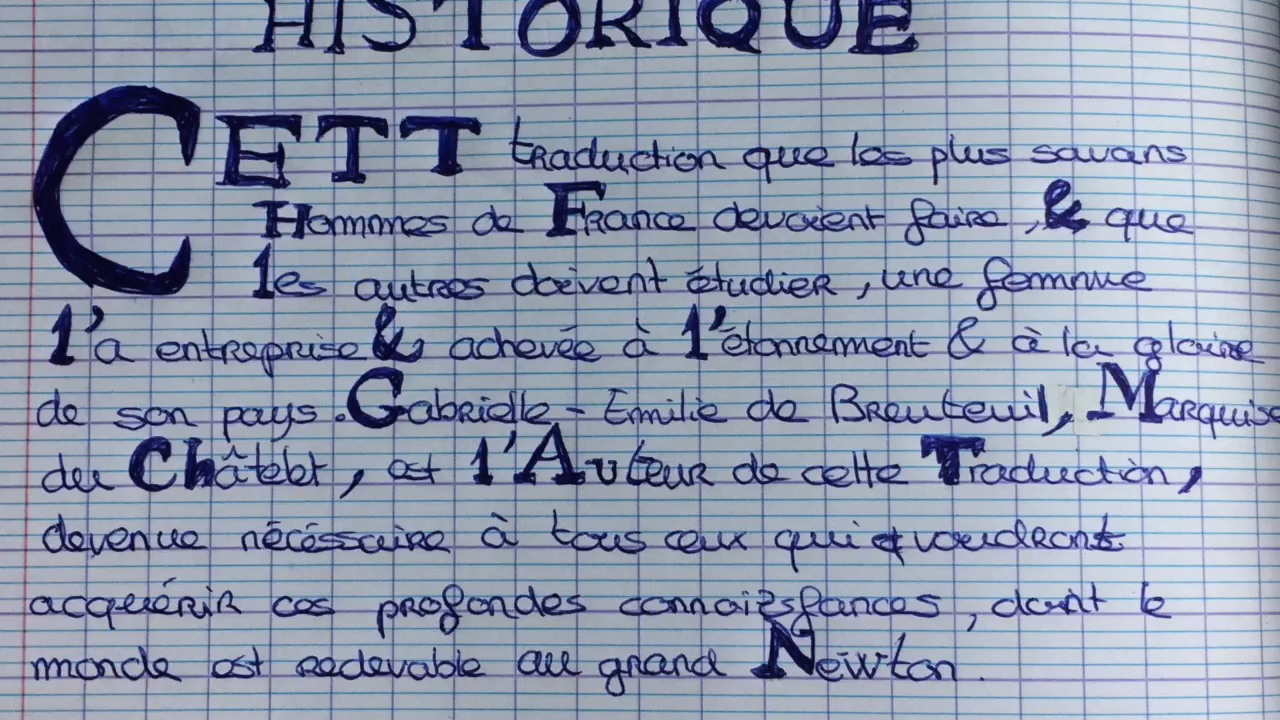 HISTORIQUE
CETT traduction que les plus savans
Hommes de France devoient faire, & que
les autres doivent étudier, une femme
l'a entreprise & achevée à l'étonnement & à la gloire
de son pays. Gabrielle-Emilie de Breuteuil, Marquise
du Châtelet, est l'Auteur de cette Traduction,
devenue nécéssaire à tous ceux qui voudront
acquérir ces profondes connoissances, dont le
monde est redevable au grand Newton.